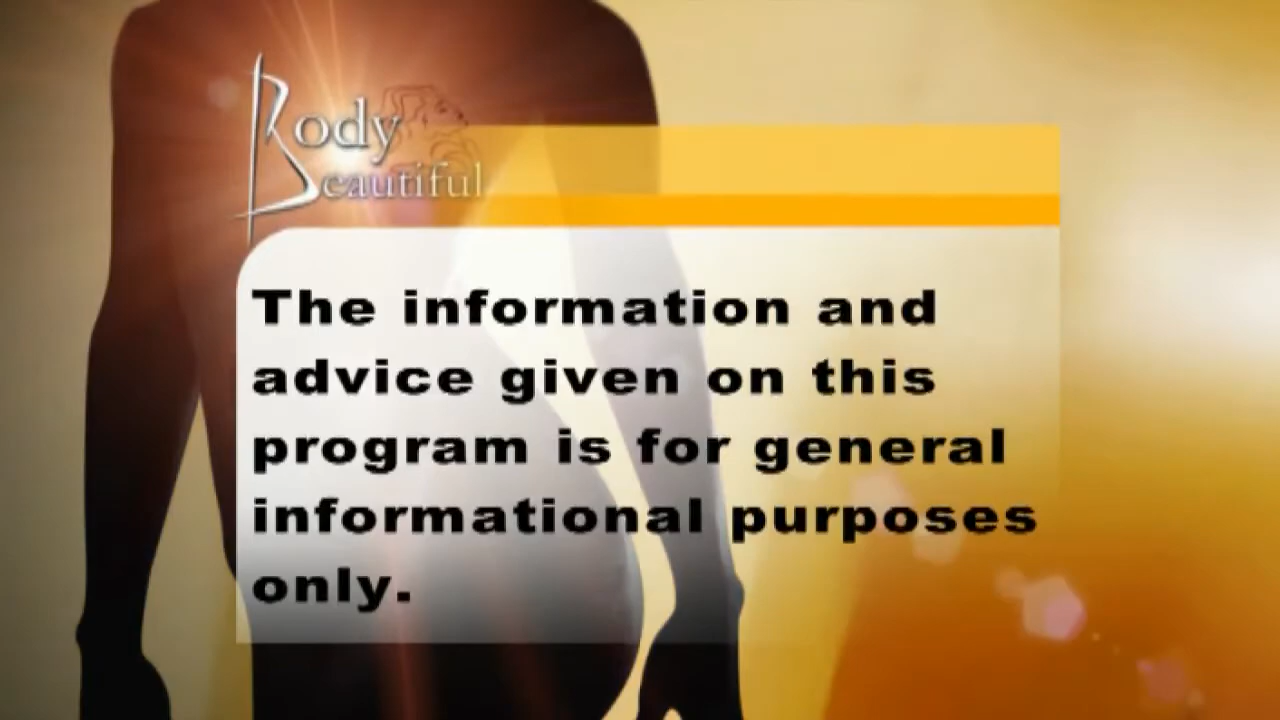 Body
Beautiful
The information and
advice given on this
program is for general
informational purposes
only.